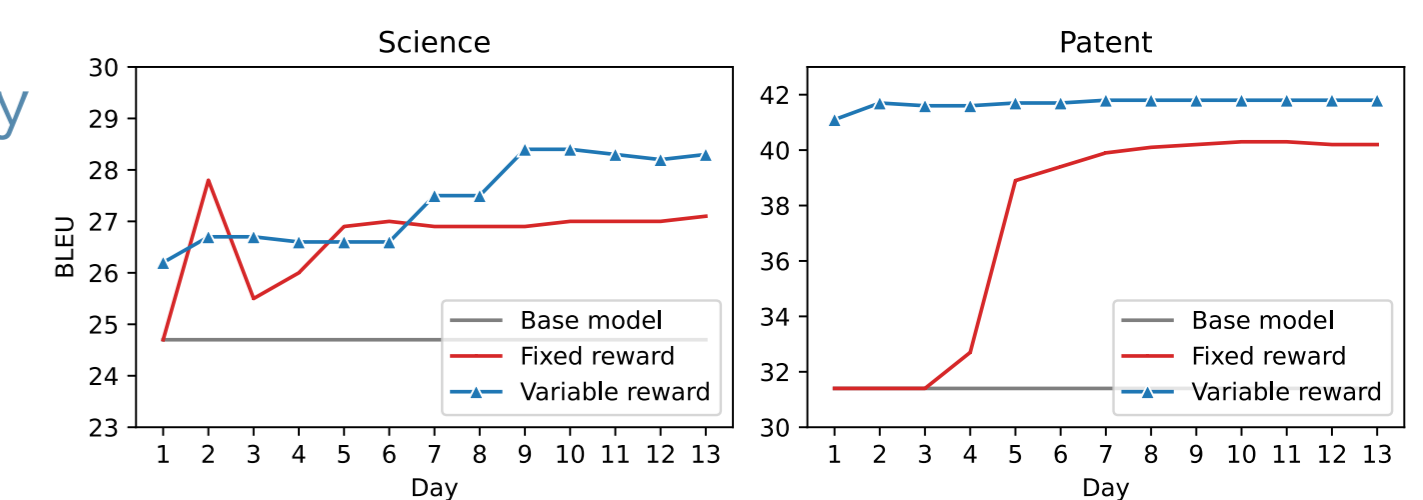 y
Science
30
29
28
27
26
25
24
23
BLEU
Base model
Fixed reward
Variable reward
1 2 3 4 5 6 7 8 9 10 11 12 13
Day
Patent
42
40
38
36
34
32
30
Base model
Fixed reward
Variable reward
1 2 3 4 5 6 7 8 9 10 11 12 13
Day